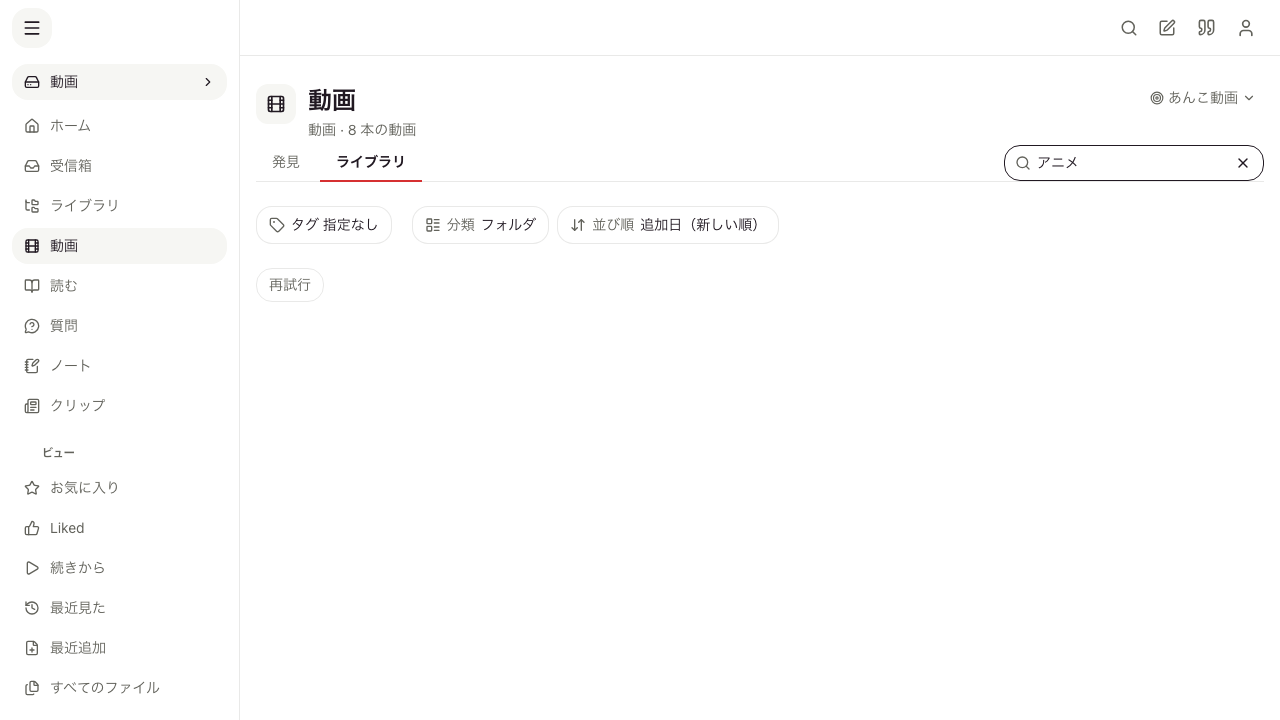 動画
ホーム
受信箱
ライブラリ
動画
読む
質問
ノート
クリップ
ビュー
お気に入り
Liked
続きから
最近見た
最近追加
すべてのファイル
動画
動画 · 8 本の動画
あんこ動画
発見
ライブラリ
アニメ
タグ 指定なし
分類 フォルダ
並び順 追加日（新しい順）
再試行